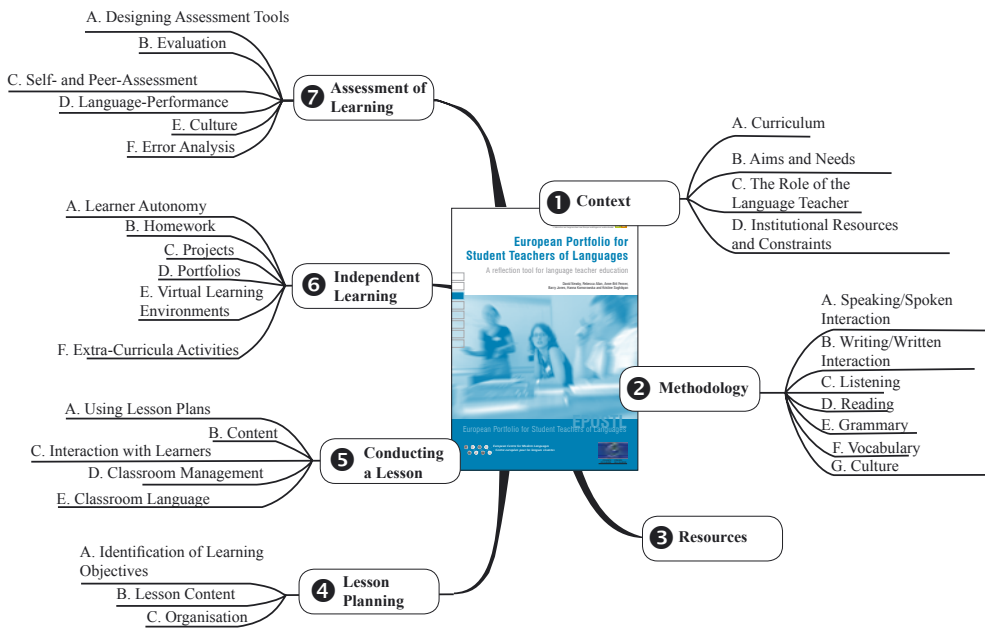 A. Designing Assessment Tools
B. Evaluation
C. Self- and Peer-Assessment
D. Language-Performance
E. Culture
F. Error Analysis
7 Assessment of
Learning
A. Learner Autonomy
B. Homework
C. Projects
D. Portfolios
E. Virtual Learning
Environments
F. Extra-Curricula Activities
6 Independent
Learning
A. Using Lesson Plans
B. Content
C. Interaction with Learners
D. Classroom Management
E. Classroom Language
5 Conducting
a Lesson
A. Identification of Learning
Objectives
B. Lesson Content
C. Organisation
4 Lesson
Planning
European Portfolio for
Student Teachers of Languages
A reflection tool for language teacher education
EPOSTL
European Portfolio for Student Teachers of Languages
1 Context
A. Curriculum
B. Aims and Needs
C. The Role of the
Language Teacher
D. Institutional Resources
and Constraints
2 Methodology
A. Speaking/Spoken
Interaction
B. Writing/Written
Interaction
C. Listening
D. Reading
E. Grammary
F. Vocabulary
G. Culture
3 Resources